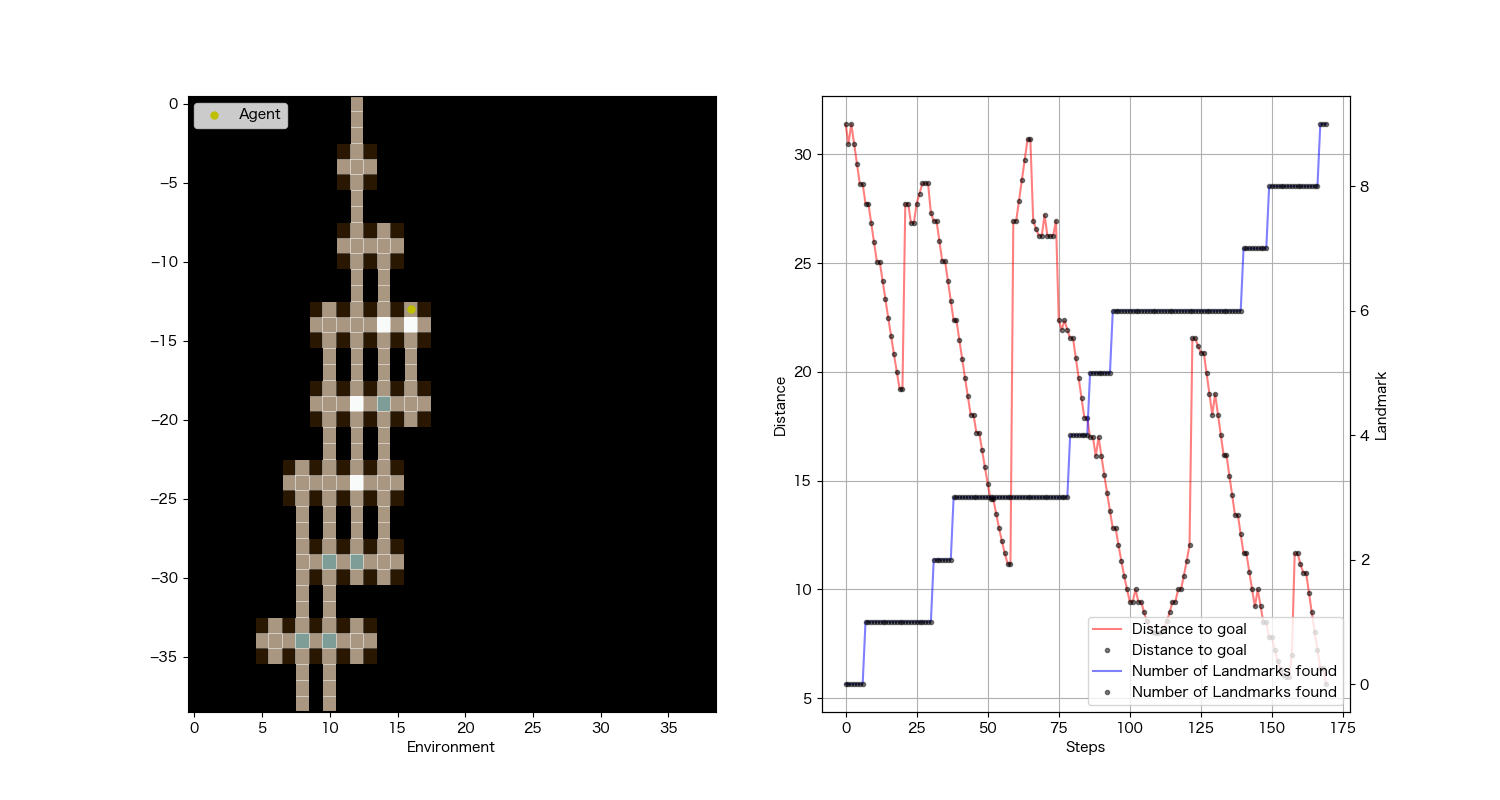 Agent
0
−5
−10
−15
−20
−25
−30
−35
0 5 10 15 20 25 30 35
Environment
Distance
30
25
20
15
10
5
0 25 50 75 100 125 150 175
Steps
8
6
4
2
0
Landmark
Distance to goal
Distance to goal
Number of Landmarks found
Number of Landmarks found